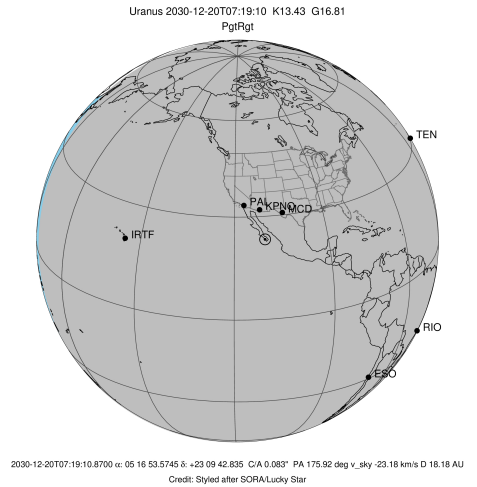 Uranus 2030-12-20T07:19:10 K13.43 G16.81
PgtRgt
TEN
PAL
KPNO
MCD
IRTF
RIO
ESO
2030-12-20T07:19:10.8700 α: 05 16 53.5745 δ: +23 09 42.835 C/A 0.083" PA 175.92 deg v_sky -23.18 km/s D 18.18 AU
Credit: Styled after SORA/Lucky Star